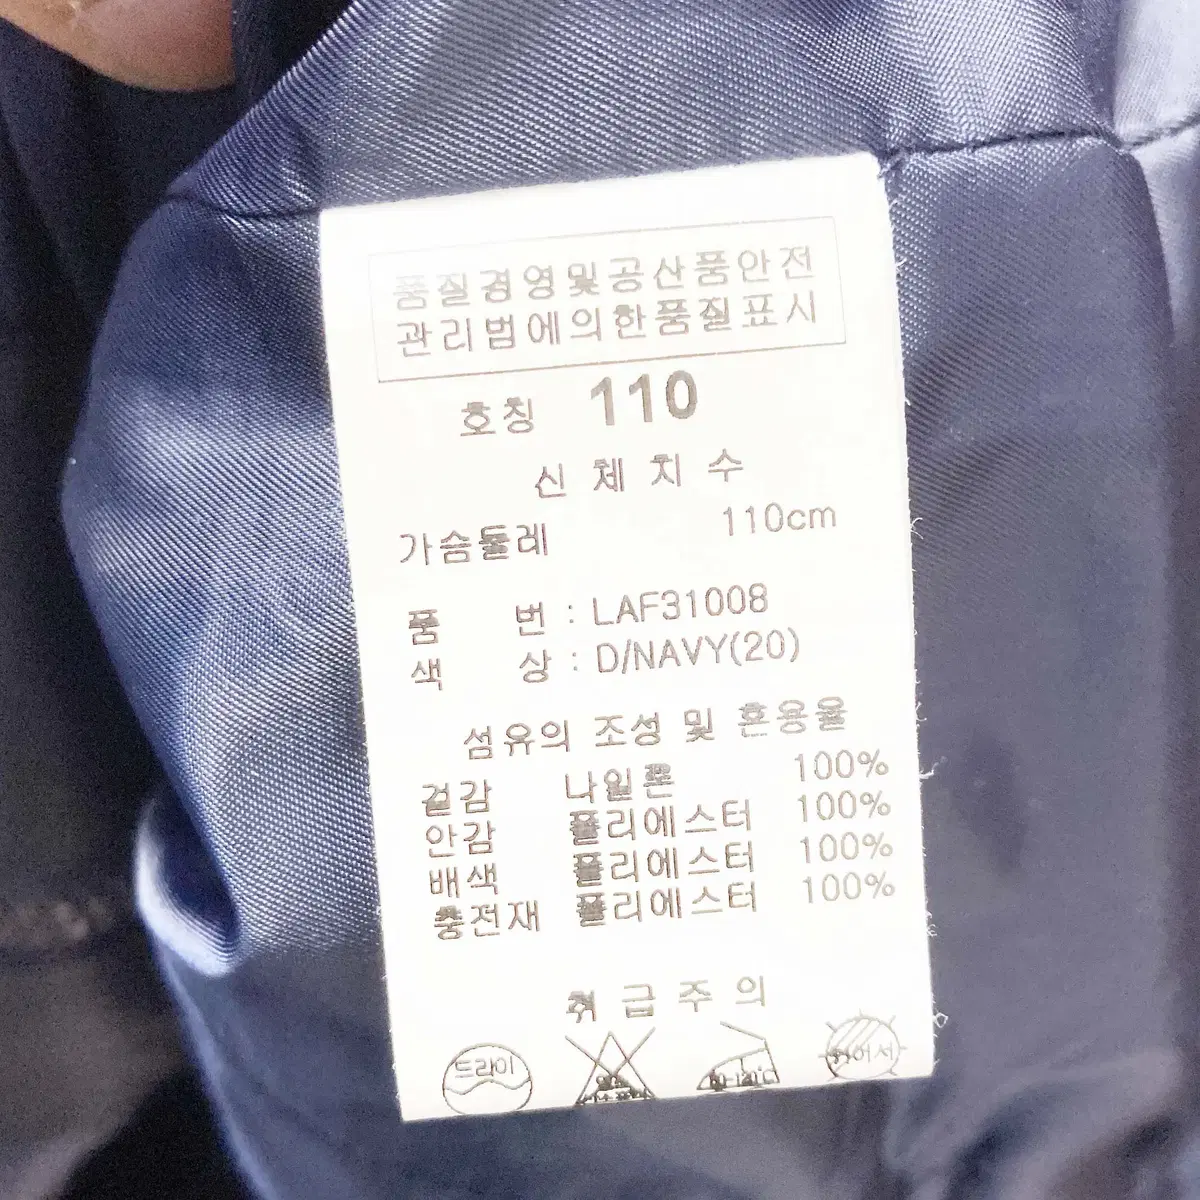 품질경영및공산품안전
관리법에의한품질표시
호칭 110
신체치수
가슴둘레 110cm
품 번 : LAF31008
색 상 : D/NAVY(20)
섬유의 조성 및 혼용율
겉감 나일론 100%
안감 폴리에스터 100%
배색 폴리에스터 100%
충전재 폴리에스터 100%
취급주의
드라이